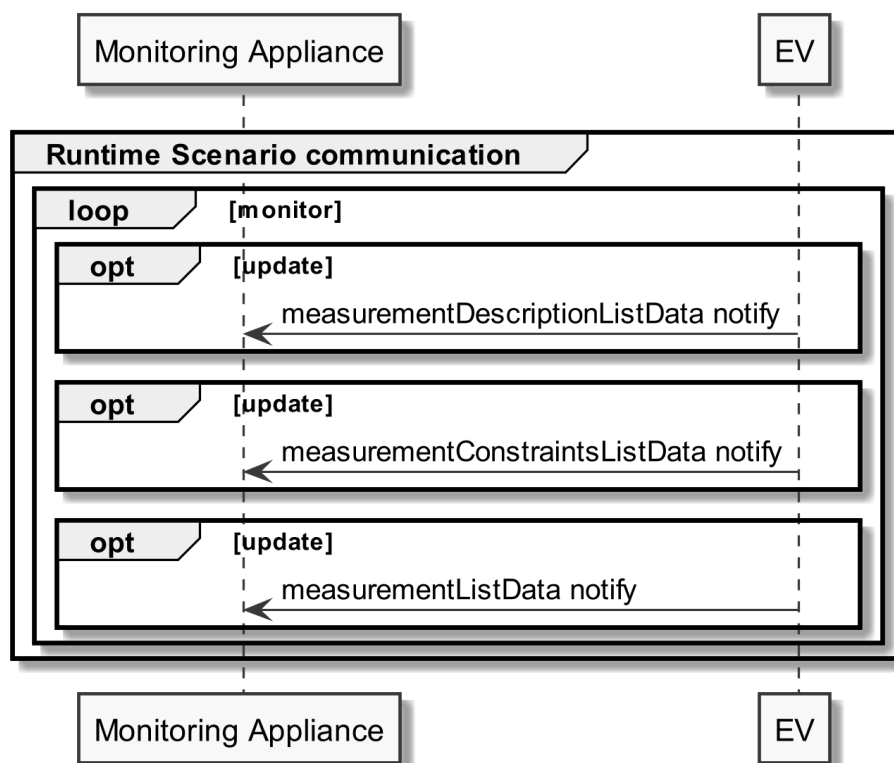 Monitoring Appliance EV
Runtime Scenario communication
loop [monitor]
opt [update]
measurementDescriptionListData notify
opt [update]
measurementConstraintsListData notify
opt [update]
measurementListData notify
Monitoring Appliance EV